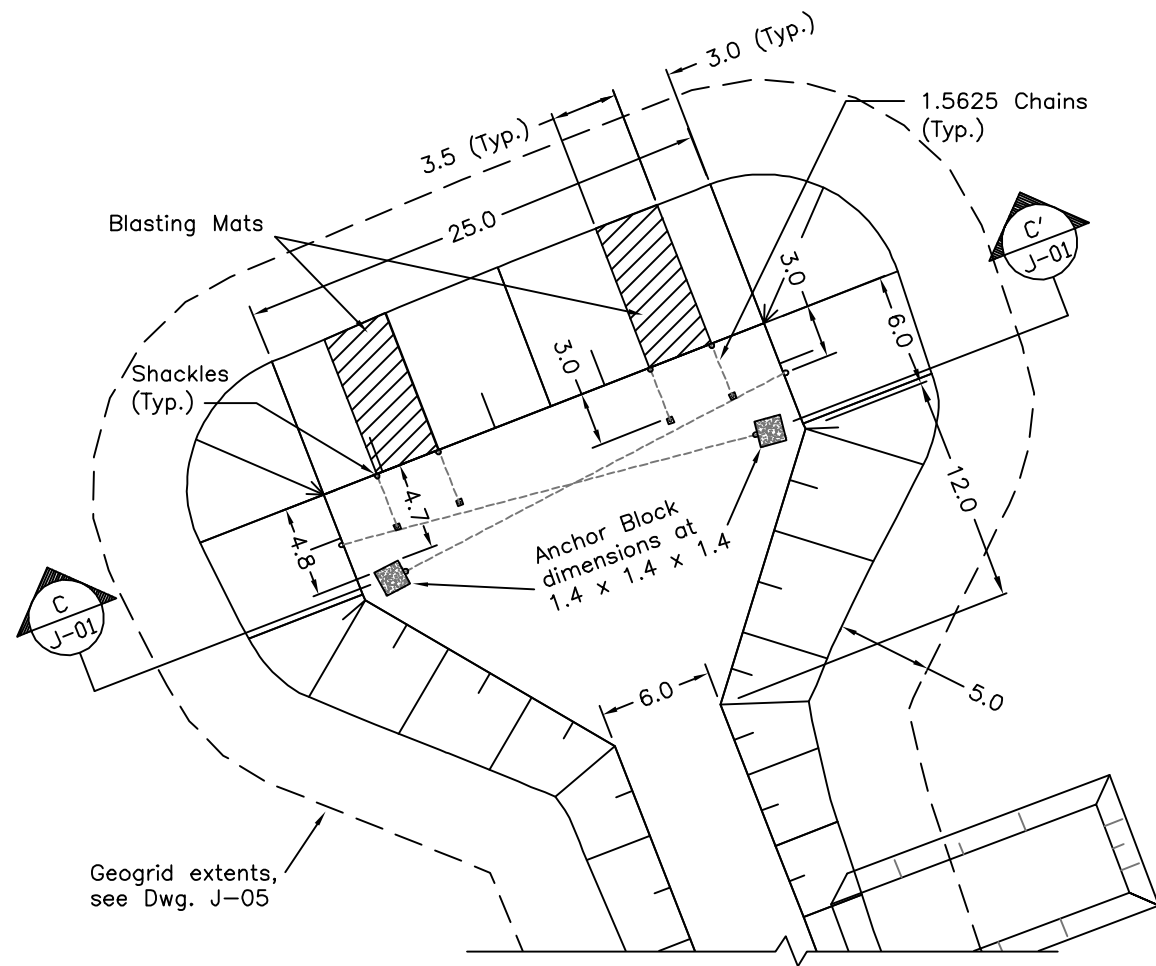 3.0 (Typ.)
1.5625 Chains
(Typ.)
3.5 (Typ.)
25.0
Blasting Mats
C'
J-01
3.0
6.0
3.0
Shackles
(Typ.)
4.7
4.8
12.0
Anchor Block
dimensions at
1.4 x 1.4 x 1.4
C
J-01
6.0
5.0
Geogrid extents,
see Dwg. J-05